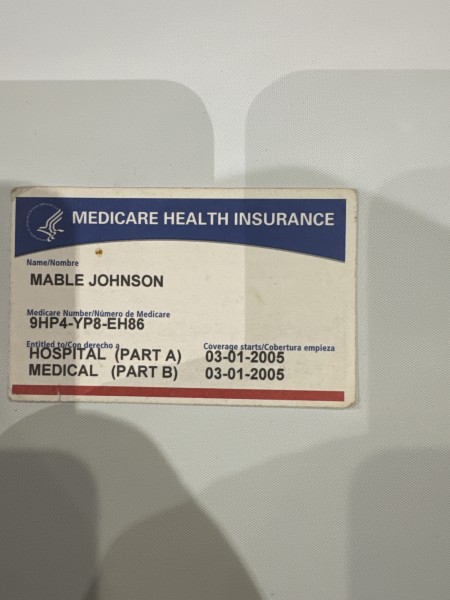 MEDICARE HEALTH INSURANCE
Name/Nombre
MABLE JOHNSON
Medicare Number/Número de Medicare
9HP4-YP8-EH86
Entitled to/Con derecho a Coverage starts/Cobertura empieza
HOSPITAL (PART A) 03-01-2005
MEDICAL (PART B) 03-01-2005